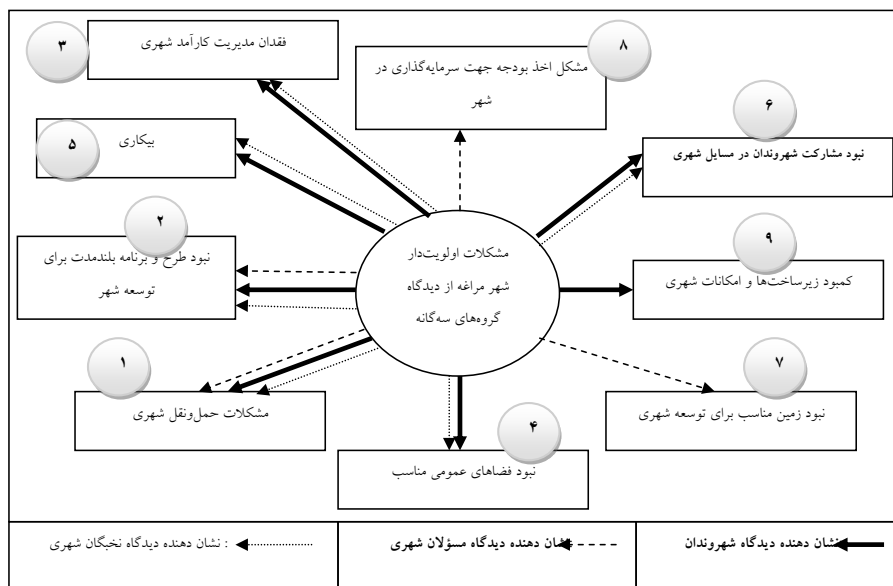 ۳
فقدان مدیریت کارآمد شهری
۸
مشکل اخذ بودجه جهت سرمایه‌گذاری در
شهر
۶
نبود مشارکت شهروندان در مسایل شهری
۵
بیکاری
۲
نبود طرح و برنامه بلندمدت برای
توسعه شهر
مشکلات اولویت‌دار
شهر مراغه از دیدگاه
گروه‌های سه‌گانه
۹
کمبود زیرساخت‌ها و امکانات شهری
۱
مشکلات حمل‌ونقل شهری
۷
نبود زمین مناسب برای توسعه شهری
۴
نبود فضاهای عمومی مناسب
نشان دهنده دیدگاه شهروندان
نشان دهنده دیدگاه مسؤلان شهری
: نشان دهنده دیدگاه نخبگان شهری